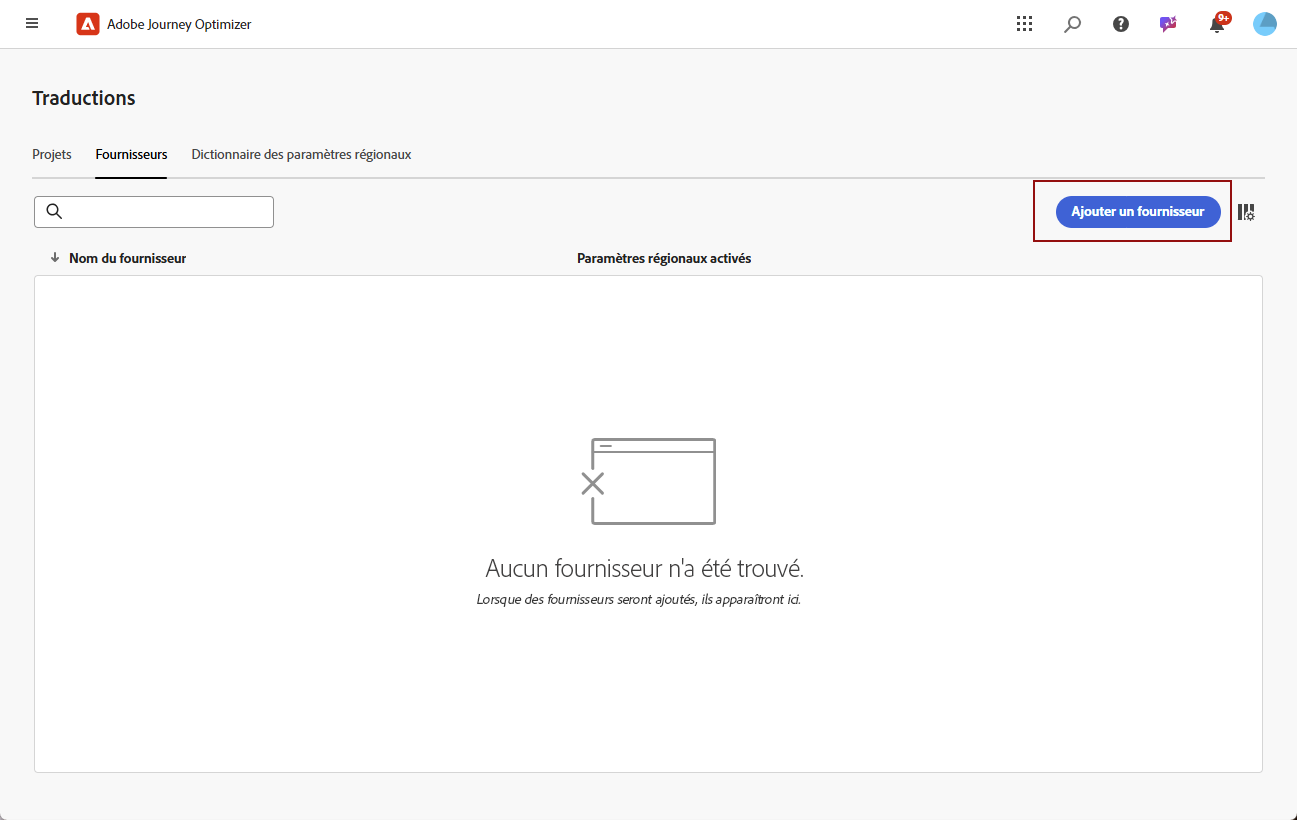 Adobe Journey Optimizer
9+
Traductions
Projets
Fournisseurs
Dictionnaire des paramètres régionaux
Ajouter un fournisseur
Nom du fournisseur
Paramètres régionaux activés
Aucun fournisseur n'a été trouvé.
Lorsque des fournisseurs seront ajoutés, ils apparaîtront ici.